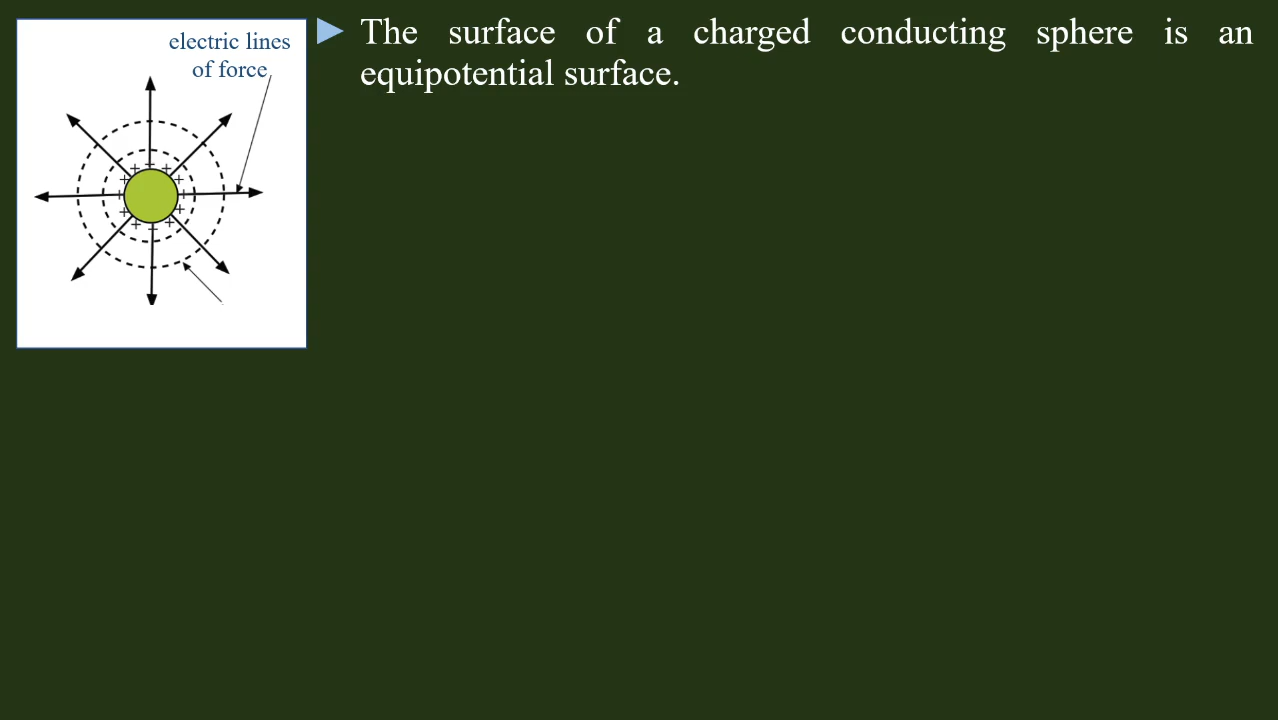 electric lines
of force
The surface of a charged conducting sphere is an
equipotential surface.
+ + + + + + + + + + + +